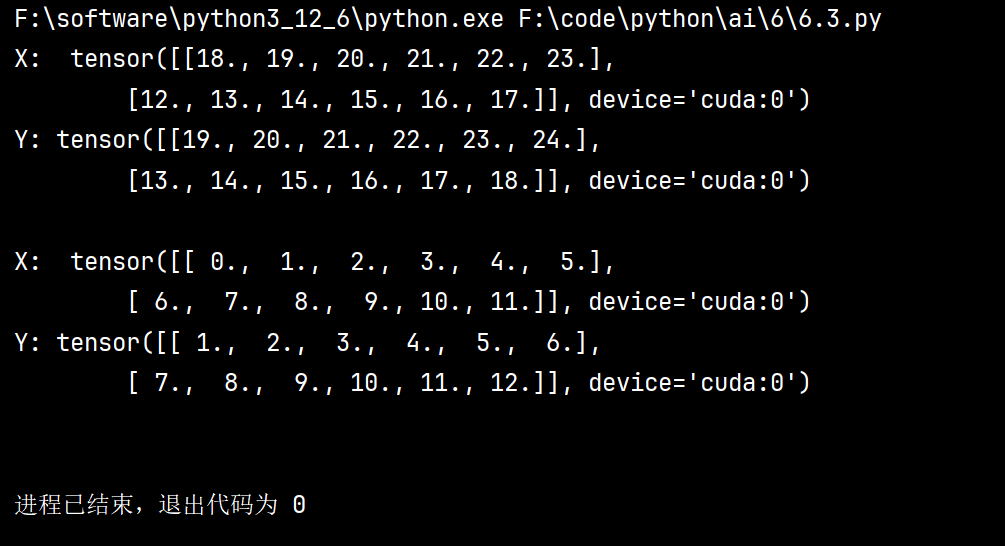 F:\software\python3_12_6\python.exe F:\code\python\ai\6\6.3.py
X:  tensor([[18., 19., 20., 21., 22., 23.],
        [12., 13., 14., 15., 16., 17.]], device='cuda:0')
Y: tensor([[19., 20., 21., 22., 23., 24.],
        [13., 14., 15., 16., 17., 18.]], device='cuda:0')
X:  tensor([[ 0.,  1.,  2.,  3.,  4.,  5.],
        [ 6.,  7.,  8.,  9., 10., 11.]], device='cuda:0')
Y: tensor([[ 1.,  2.,  3.,  4.,  5.,  6.],
        [ 7.,  8.,  9., 10., 11., 12.]], device='cuda:0')
进程已结束，退出代码为 0